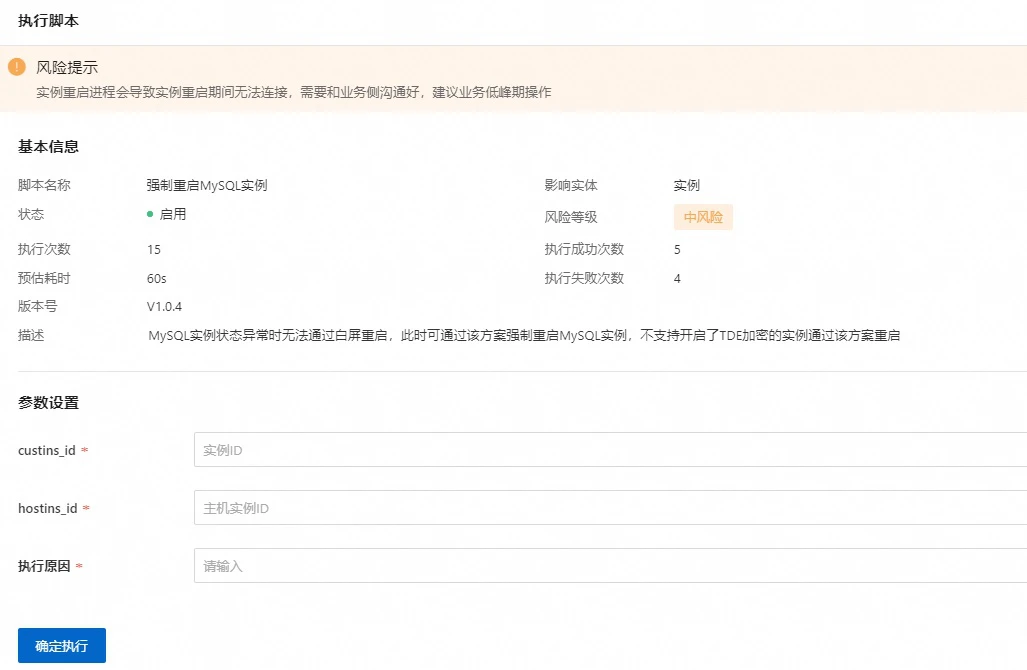 执行脚本
风险提示
实例重启进程会导致实例重启期间无法连接，需要和业务侧沟通好，建议业务低峰期操作
基本信息
脚本名称 强制重启MySQL实例 影响实体 实例
状态 启用 风险等级 中风险
执行次数 15 执行成功次数 5
预估耗时 60s 执行失败次数 4
版本号 V1.0.4
描述 MySQL实例状态异常时无法通过白屏重启，此时可通过该方案强制重启MySQL实例，不支持开启了TDE加密的实例通过该方案重启
参数设置
custins_id * 实例ID
hostins_id * 主机实例ID
执行原因 * 请输入
确定执行